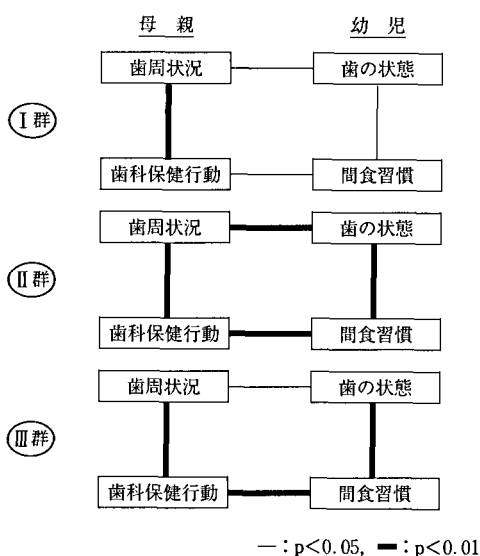 母親 幼児
歯周状況 歯の状態
Ⅰ群
歯科保健行動 間食習慣
歯周状況 歯の状態
Ⅱ群
歯科保健行動 間食習慣
歯周状況 歯の状態
Ⅲ群
歯科保健行動 間食習慣
―:p<0.05, ━:p<0.01